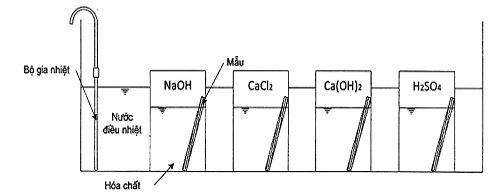 Bộ gia nhiệt
Nước
điều nhiệt
NaOH
Mẫu
CaCl₂
Ca(OH)₂
H₂SO₄
Hóa chất